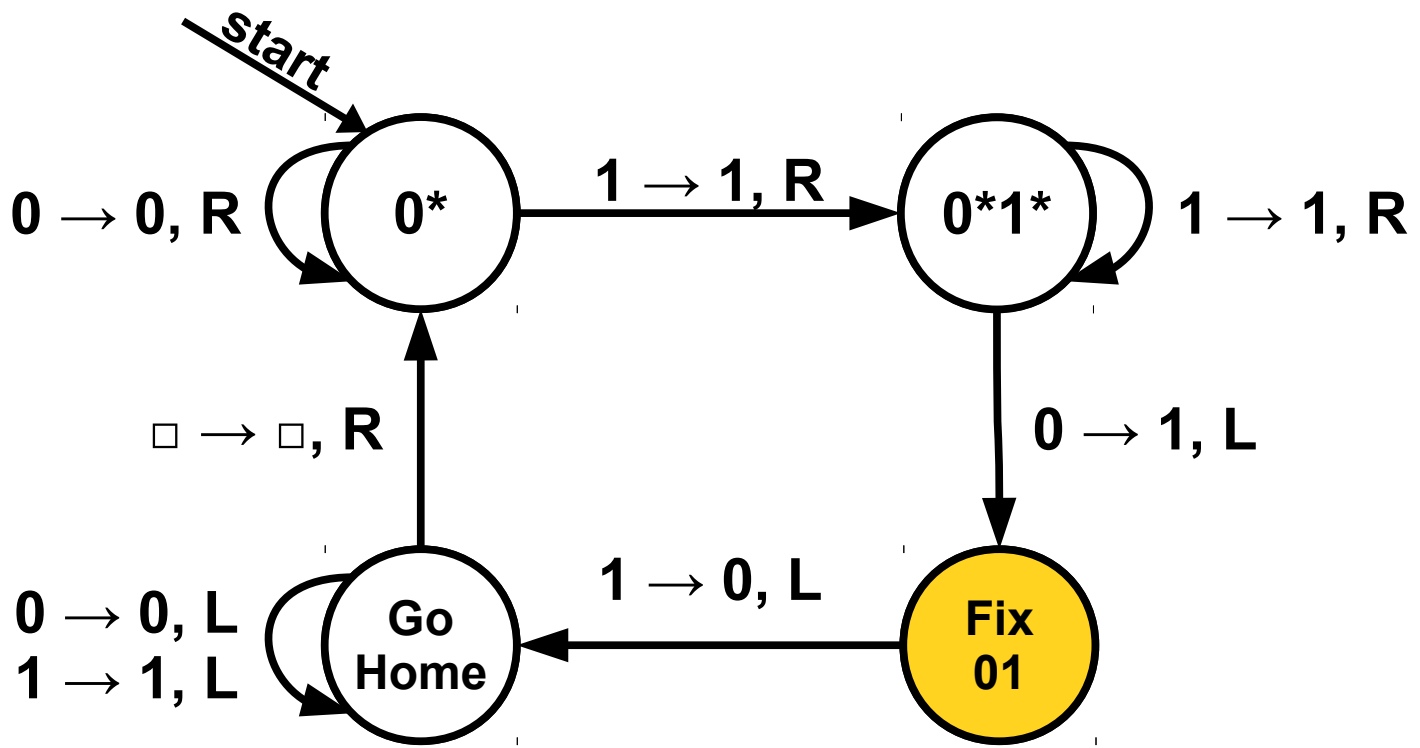 start
0 → 0, R
0*
1 → 1, R
0*1*
1 → 1, R
□ → □, R
0 → 1, L
0 → 0, L
1 → 1, L
Go
Home
1 → 0, L
Fix
01